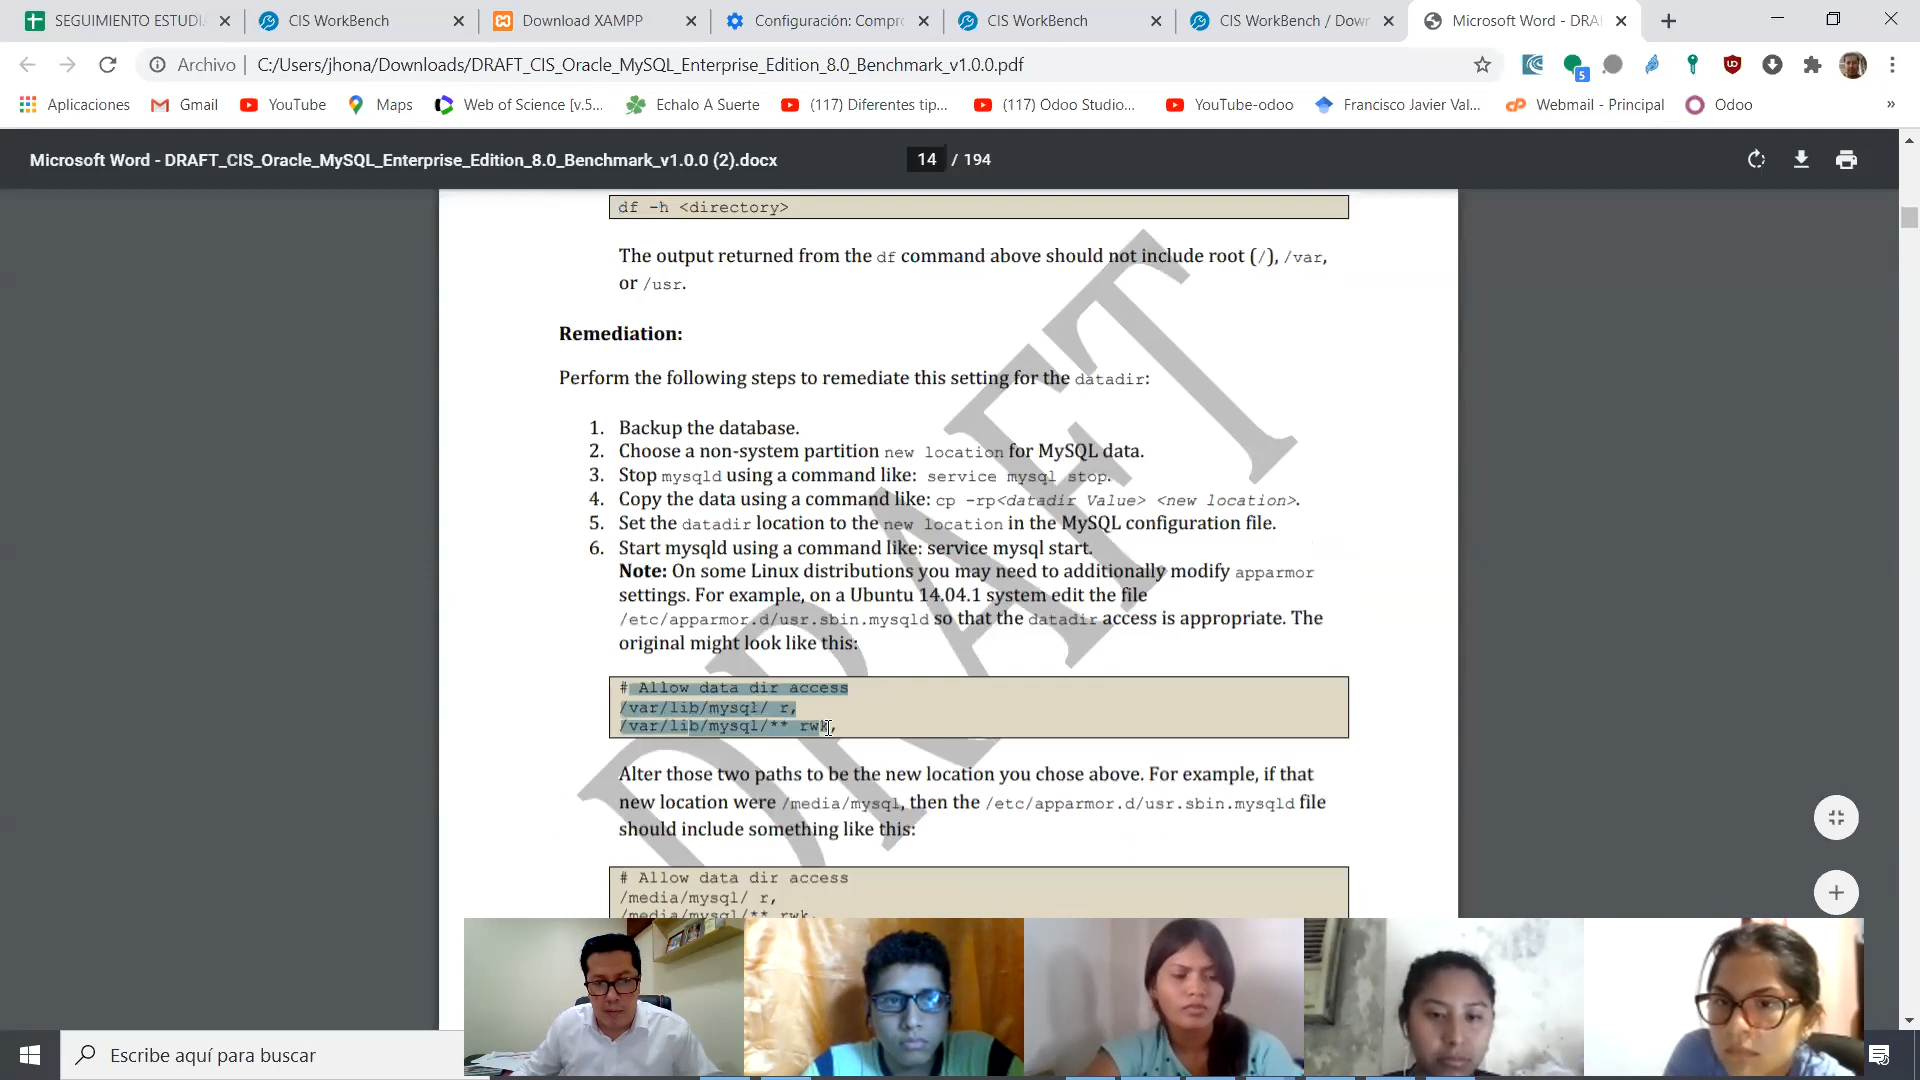 SEGUIMIENTO ESTUDI
CIS WorkBench
Download XAMPP
Configuración: Compro
CIS WorkBench
CIS WorkBench / Dow
Microsoft Word - DRA
Archivo
C:/Users/jhona/Downloads/DRAFT_CIS_Oracle_MySQL_Enterprise_Edition_8.0_Benchmark_v1.0.0.pdf
5
Aplicaciones
Gmail
YouTube
Maps
Web of Science [v.5...
Echalo A Suerte
(117) Diferentes tip...
(117) Odoo Studio...
YouTube-odoo
Francisco Javier Val...
Webmail - Principal
Odoo
»
Microsoft Word - DRAFT_CIS_Oracle_MySQL_Enterprise_Edition_8.0_Benchmark_v1.0.0 (2).docx
14 / 194
df -h <directory>
The output returned from the df command above should not include root (/), /var,
or /usr.
Remediation:
Perform the following steps to remediate this setting for the datadir:
1. Backup the database.
2. Choose a non-system partition new location for MySQL data.
3. Stop mysqld using a command like: service mysql stop.
4. Copy the data using a command like: cp -rp<datadir Value> <new location>.
5. Set the datadir location to the new location in the MySQL configuration file.
6. Start mysqld using a command like: service mysql start.
Note: On some Linux distributions you may need to additionally modify apparmor
settings. For example, on a Ubuntu 14.04.1 system edit the file
/etc/apparmor.d/usr.sbin.mysqld so that the datadir access is appropriate. The
original might look like this:
# Allow data dir access
/var/lib/mysql/ r,
/var/lib/mysql/** rwk,
Alter those two paths to be the new location you chose above. For example, if that
new location were /media/mysql, then the /etc/apparmor.d/usr.sbin.mysqld file
should include something like this:
# Allow data dir access
/media/mysql/ r,
/media/mysql/** rwk,
DRAFT
Escribe aquí para buscar